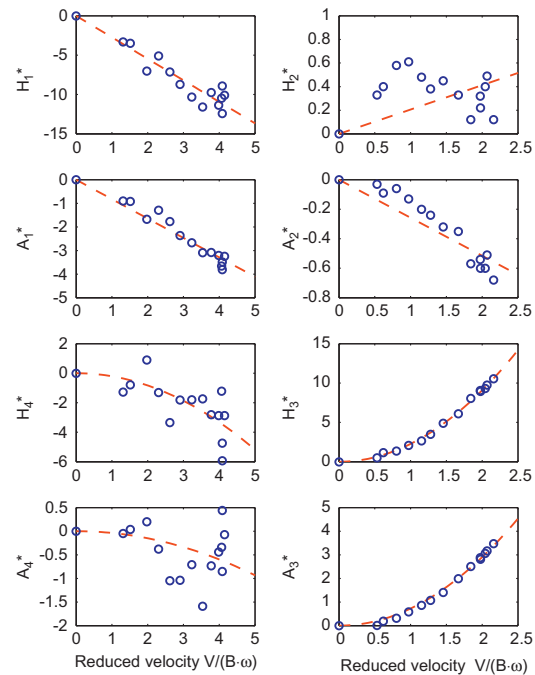 H1* 0 -5 -10 -15 0 1 2 3 4 5
H2* 1 0.8 0.6 0.4 0.2 0 0 0.5 1 1.5 2 2.5
A1* 0 -1 -2 -3 -4 -5 0 1 2 3 4 5
A2* 0 -0.2 -0.4 -0.6 -0.8 0 0.5 1 1.5 2 2.5
H4* 2 0 -2 -4 -6 0 1 2 3 4 5
H3* 15 10 5 0 0 0.5 1 1.5 2 2.5
A4* 0.5 0 -0.5 -1 -1.5 -2 0 1 2 3 4 5
Reduced velocity V/(B·ω)
A3* 5 4 3 2 1 0 0 0.5 1 1.5 2 2.5
Reduced velocity V/(B·ω)